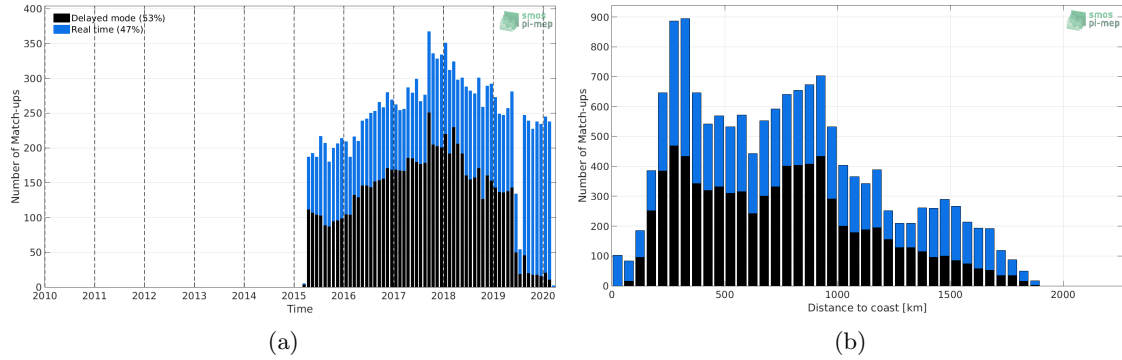 Delayed mode (53%)
Real time (47%)
smos
pi-mep
Number of Match-ups
400
350
300
250
200
150
100
50
0
2010 2011 2012 2013 2014 2015 2016 2017 2018 2019 2020
Time
(a)
smos
pi-mep
Number of Match-ups
900
800
700
600
500
400
300
200
100
0
0 500 1000 1500 2000
Distance to coast [km]
(b)